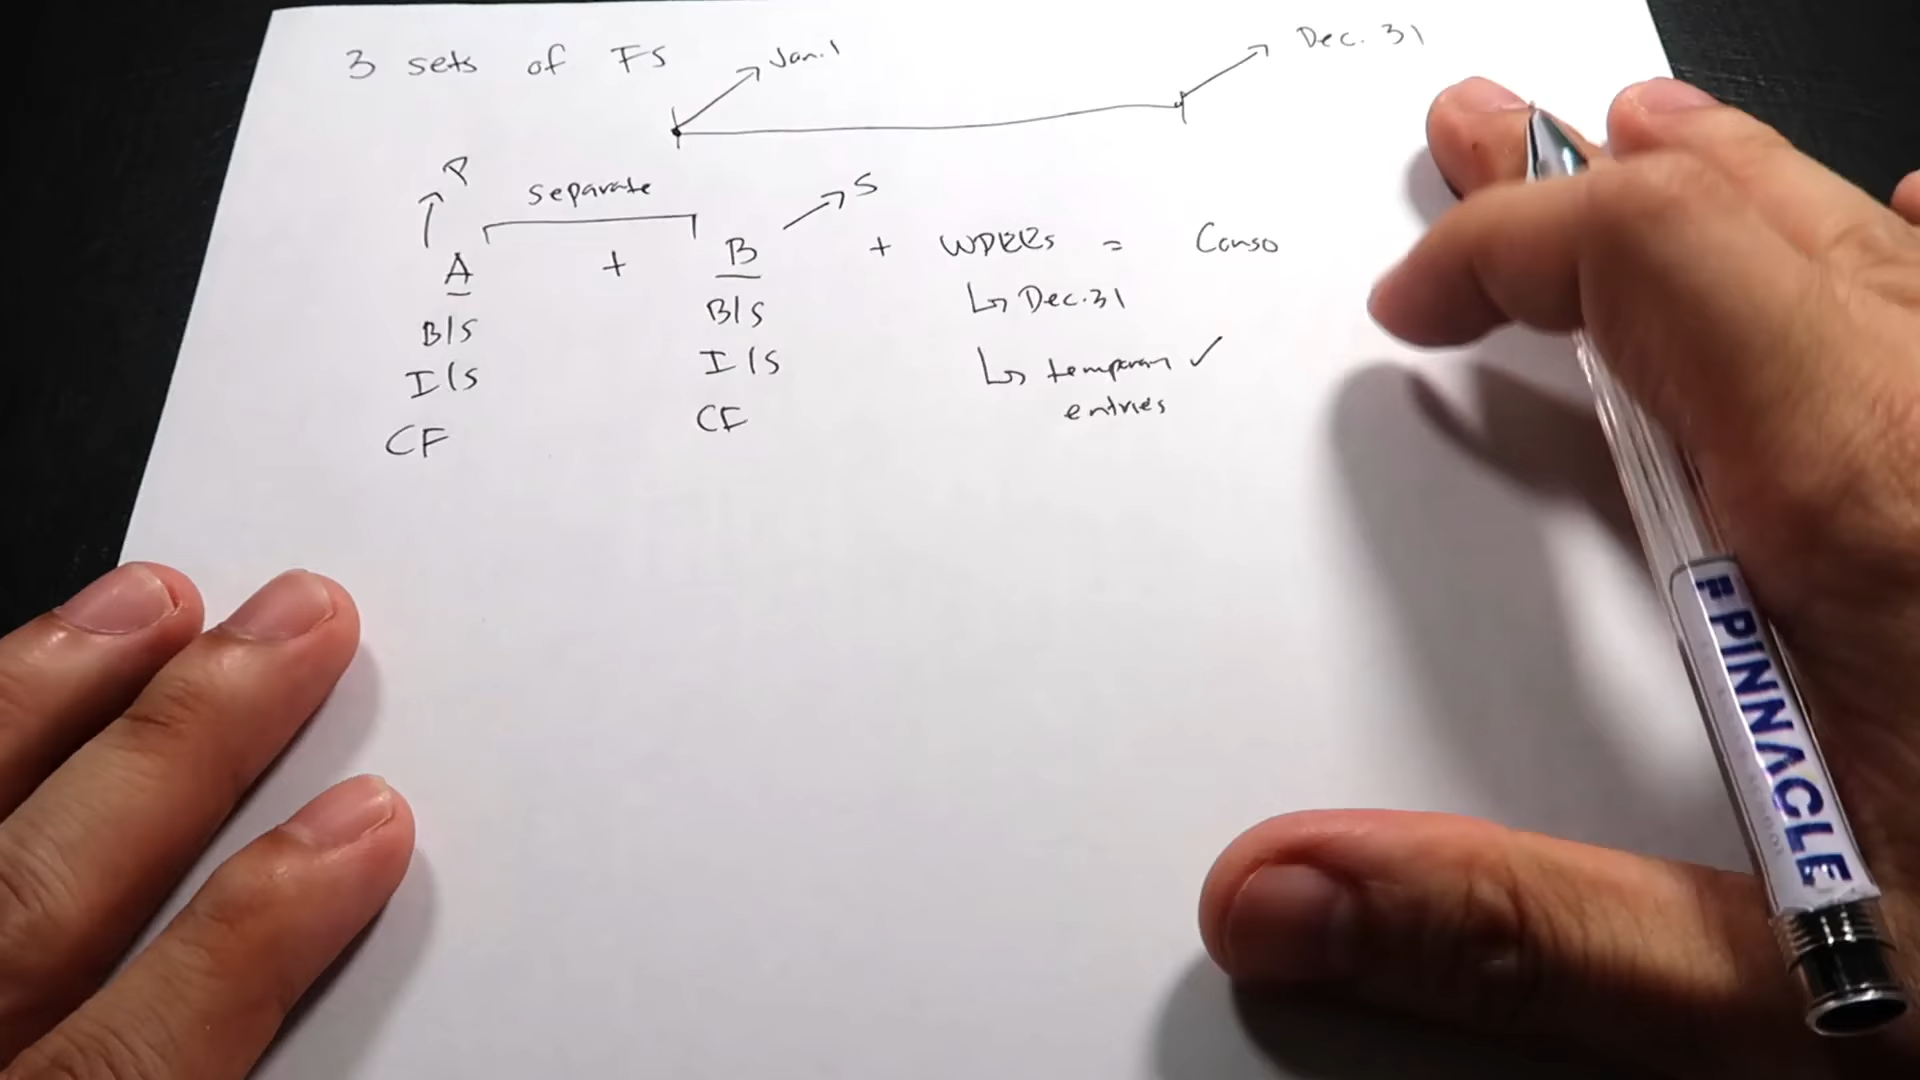 3 sets of FS
Jan. 1
Dec. 31
P
separate
S
A + B + WPEEs = Conso
B/S
I/S
CF
B/S
I/S
CF
Dec. 31
temporary ✓
entries
PINNACLE